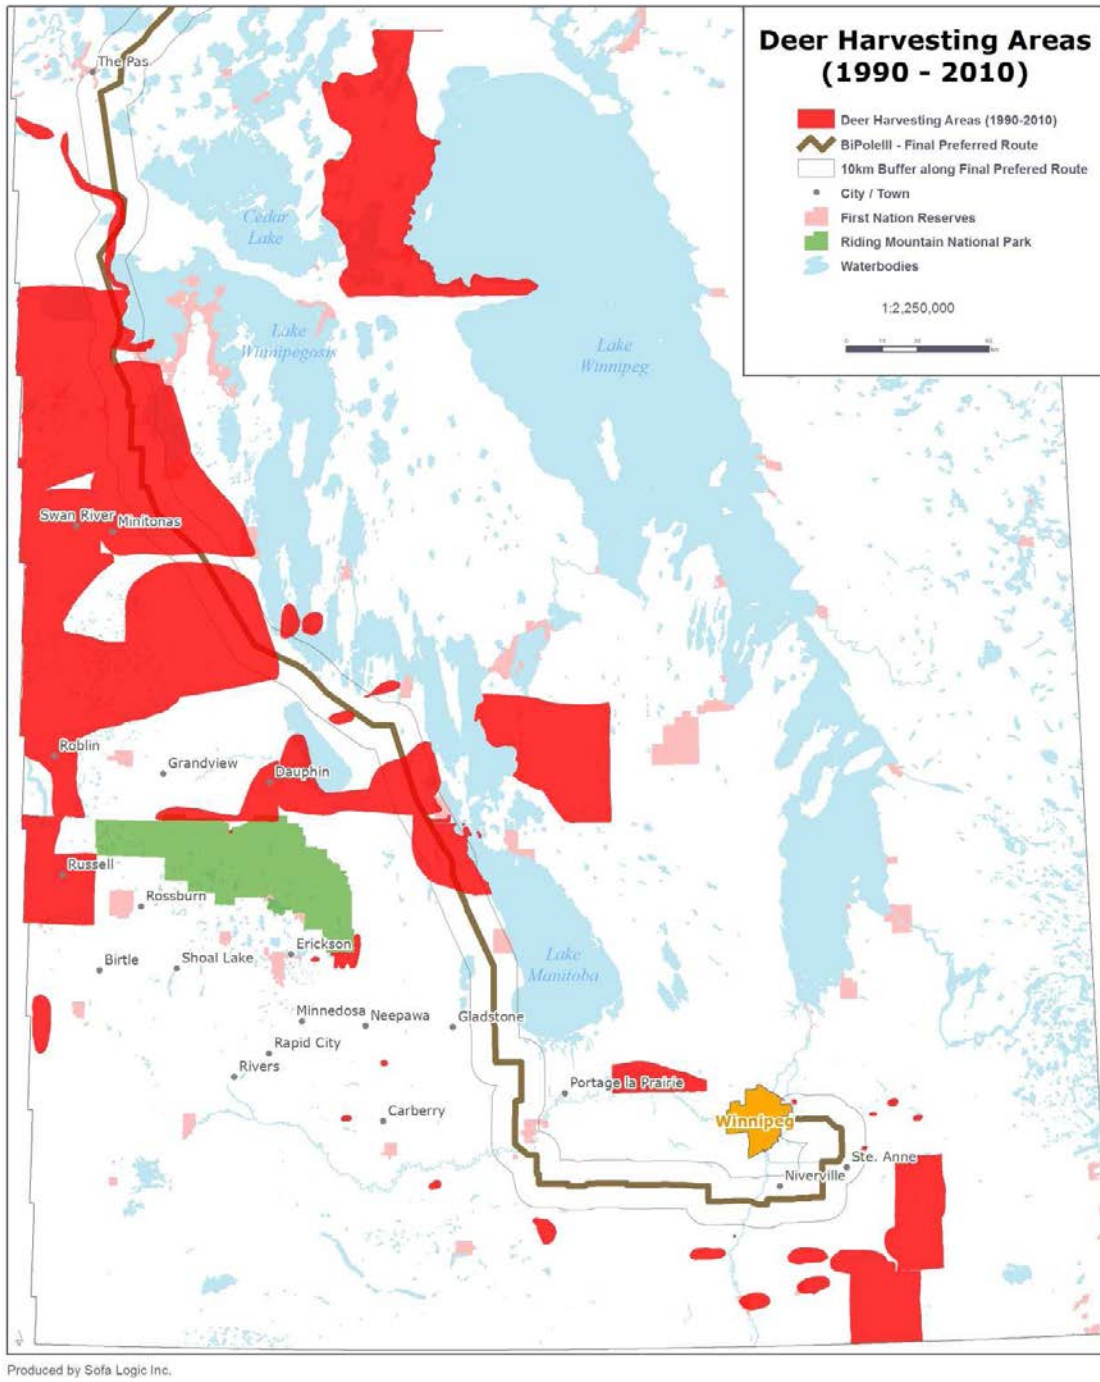 Deer Harvesting Areas
(1990 - 2010)
Deer Harvesting Areas (1990-2010)
BiPoleIII - Final Preferred Route
10km Buffer along Final Prefered Route
City / Town
First Nation Reserves
Riding Mountain National Park
Waterbodies
1:2,250,000
The Pas
Cedar
Lake
Lake
Winnipegosis
Lake
Winnipeg
Swan River
Minitonas
Roblin
Grandview
Dauphin
Russell
Rossburn
Erickson
Birtle
Shoal Lake
Lake
Manitoba
Minnedosa
Neepawa
Gladstone
Rapid City
Rivers
Portage la Prairie
Carberry
Winnipeg
Ste. Anne
Niverville
Produced by Sofa Logic Inc.